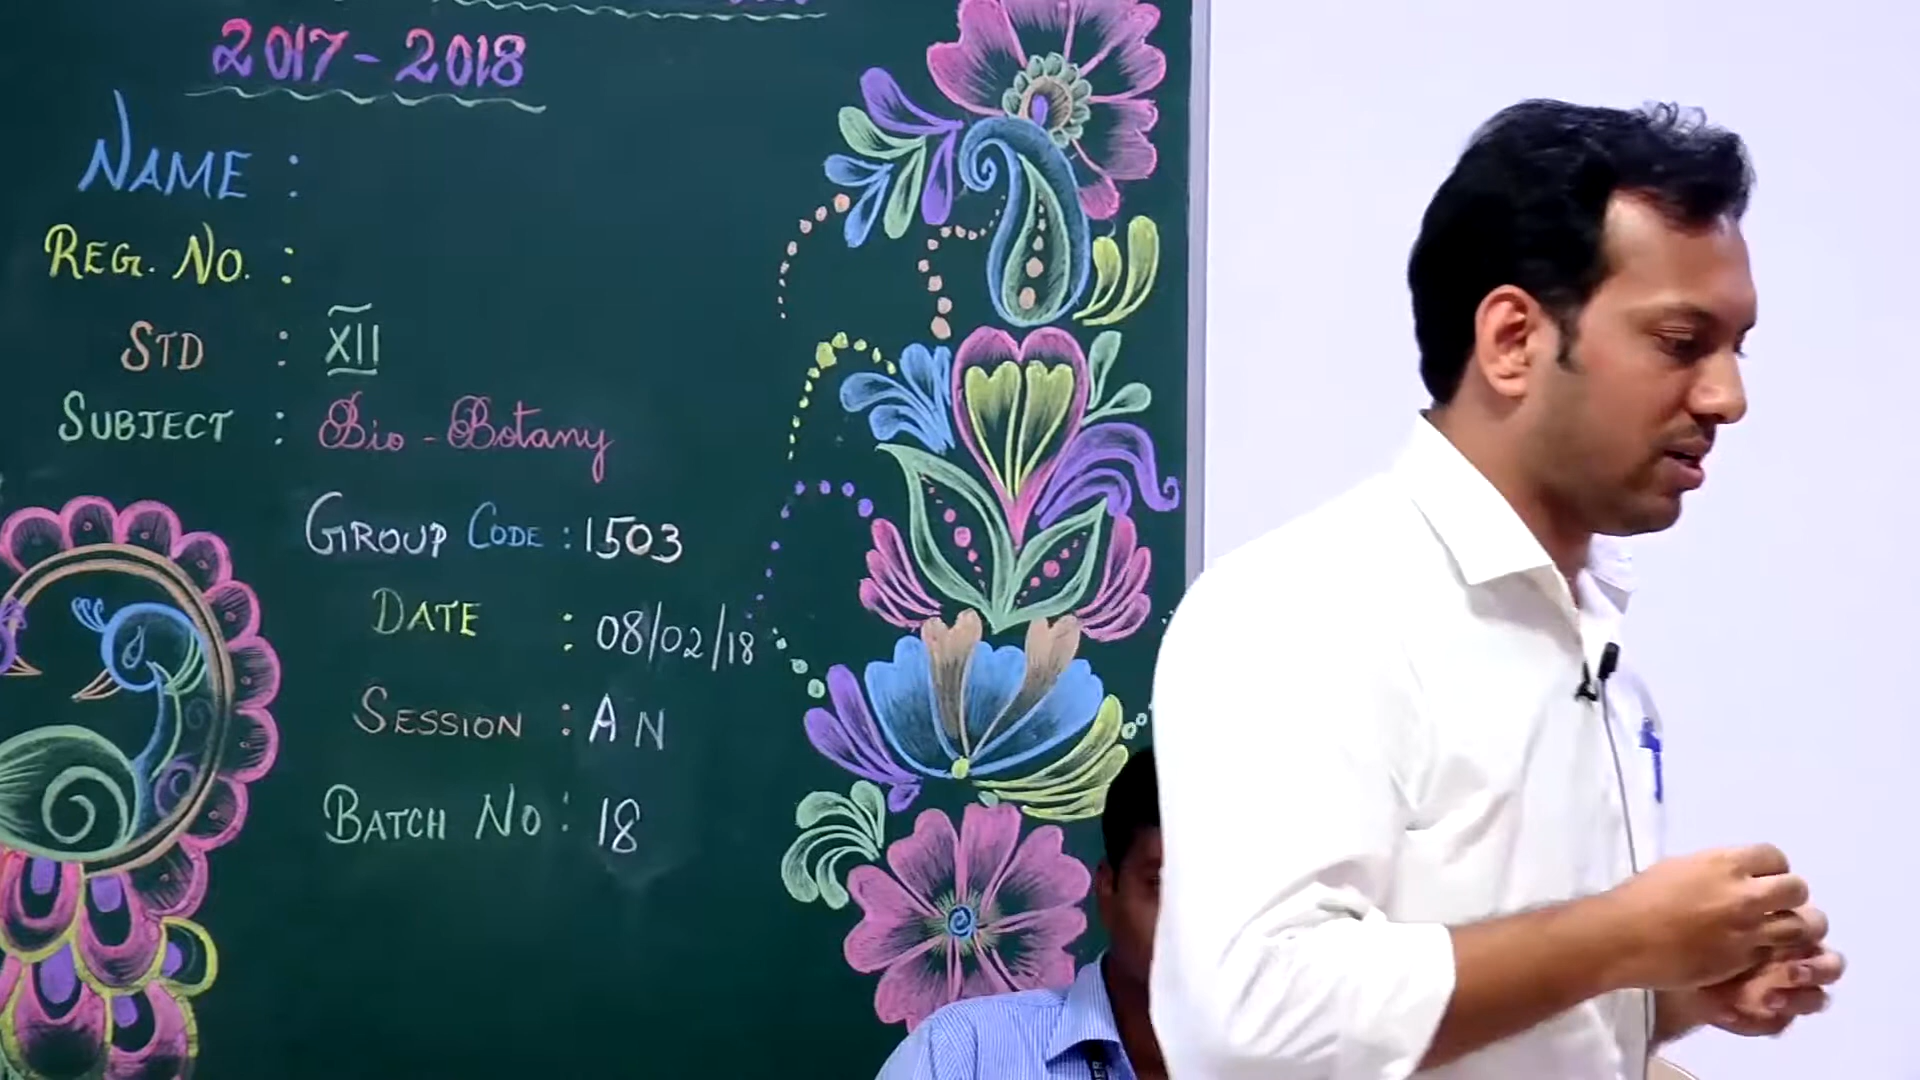 2017-2018
NAME :
REG. NO. :
STD : XII
SUBJECT : Bio-Botany
GROUP CODE : 1503
DATE : 08/02/18
SESSION : AN
BATCH NO : 18